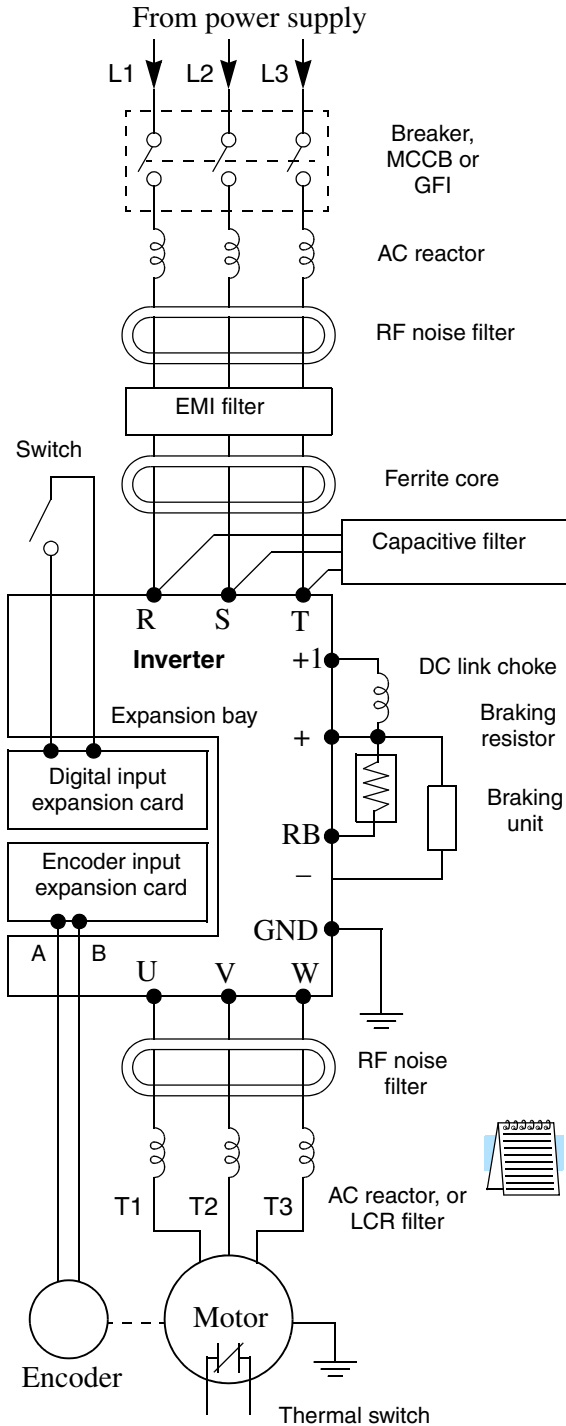 From power supply
L1
L2
L3
Breaker,
MCCB or
GFI
AC reactor
RF noise filter
EMI filter
Switch
Ferrite core
Capacitive filter
R
S
T
Inverter
+1
DC link choke
Expansion bay
+
Braking
resistor
Digital input
expansion card
Braking
unit
RB
Encoder input
expansion card
–
GND
A
B
U
V
W
RF noise
filter
T1
T2
T3
AC reactor, or
LCR filter
Motor
Encoder
Thermal switch